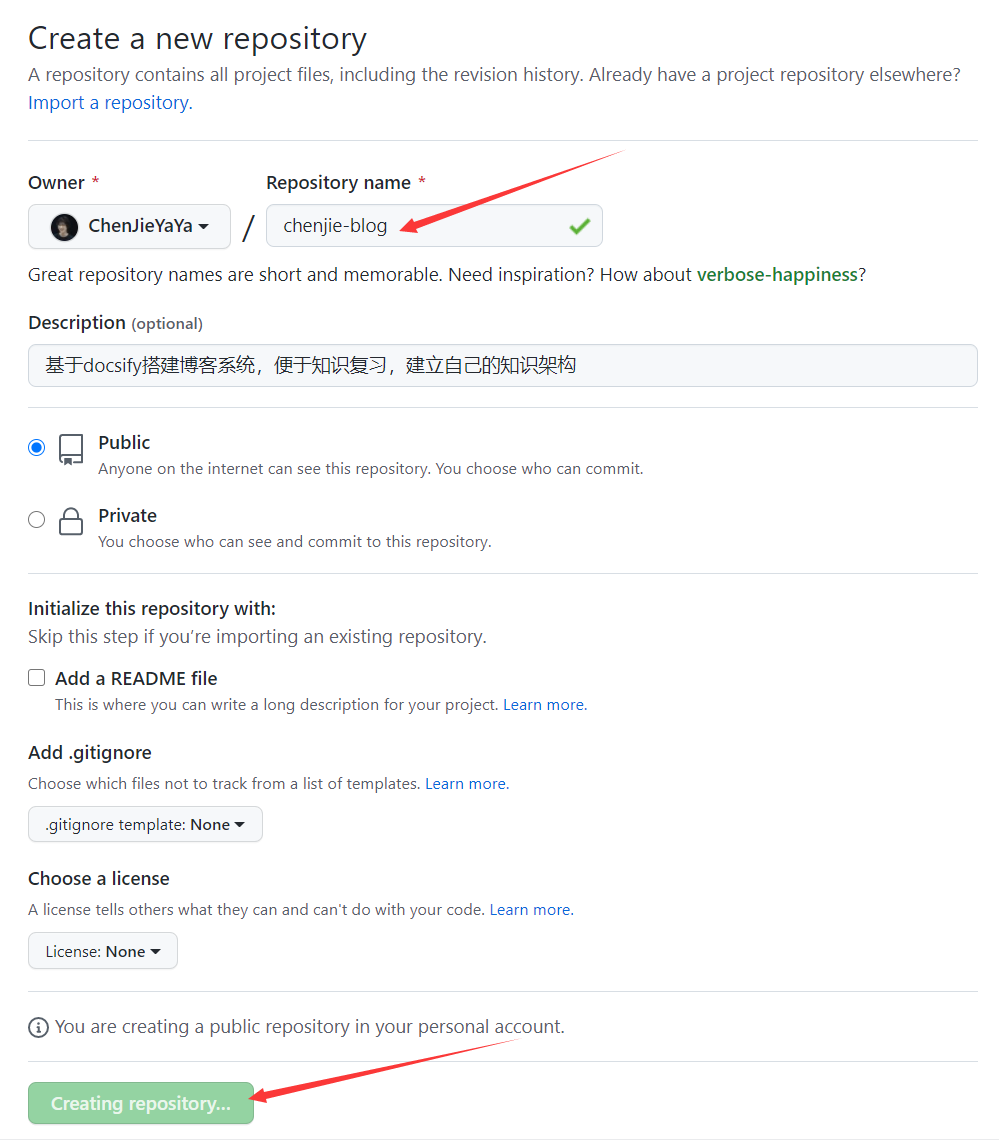 Create a new repository
A repository contains all project files, including the revision history. Already have a project repository elsewhere?
Import a repository.
Owner *
Repository name *
ChenJieYaYa
/
chenjie-blog
Great repository names are short and memorable. Need inspiration? How about verbose-happiness?
Description (optional)
基于docsify搭建博客系统，便于知识复习，建立自己的知识架构
Public
Anyone on the internet can see this repository. You choose who can commit.
Private
You choose who can see and commit to this repository.
Initialize this repository with:
Skip this step if you’re importing an existing repository.
Add a README file
This is where you can write a long description for your project. Learn more.
Add .gitignore
Choose which files not to track from a list of templates. Learn more.
.gitignore template: None
Choose a license
A license tells others what they can and can't do with your code. Learn more.
License: None
You are creating a public repository in your personal account.
Creating repository...